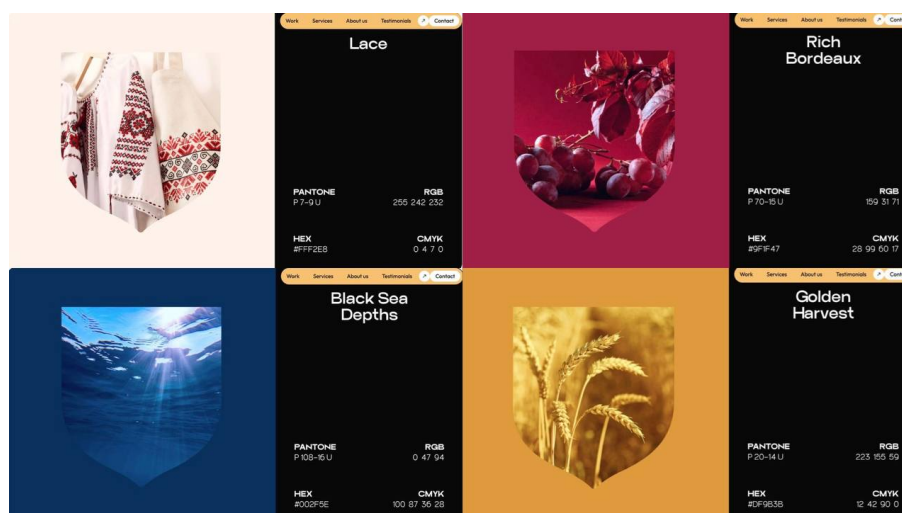 Work Services About us Testimonials ↗ Contact
Lace
PANTONE RGB
P 7-9 U 255 242 232
HEX CMYK
#FFF2E8 0 4 7 0
Work Services About us Testimonials ↗ Cont
Rich
Bordeaux
PANTONE RGB
P 70-15 U 159 31 71
HEX CMYK
#9F1F47 28 99 60 17
Work Services About us Testimonials ↗ Contact
Black Sea
Depths
PANTONE RGB
P 108-16 U 0 47 94
HEX CMYK
#002F5E 100 87 36 28
Work Services About us Testimonials ↗ Cont
Golden
Harvest
PANTONE RGB
P 20-14 U 223 155 59
HEX CMYK
#DF9B3B 12 42 90 0